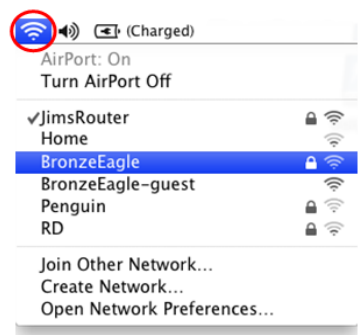 (Charged)
AirPort: On
Turn AirPort Off
✓JimsRouter
Home
BronzeEagle
BronzeEagle-guest
Penguin
RD
Join Other Network...
Create Network...
Open Network Preferences...